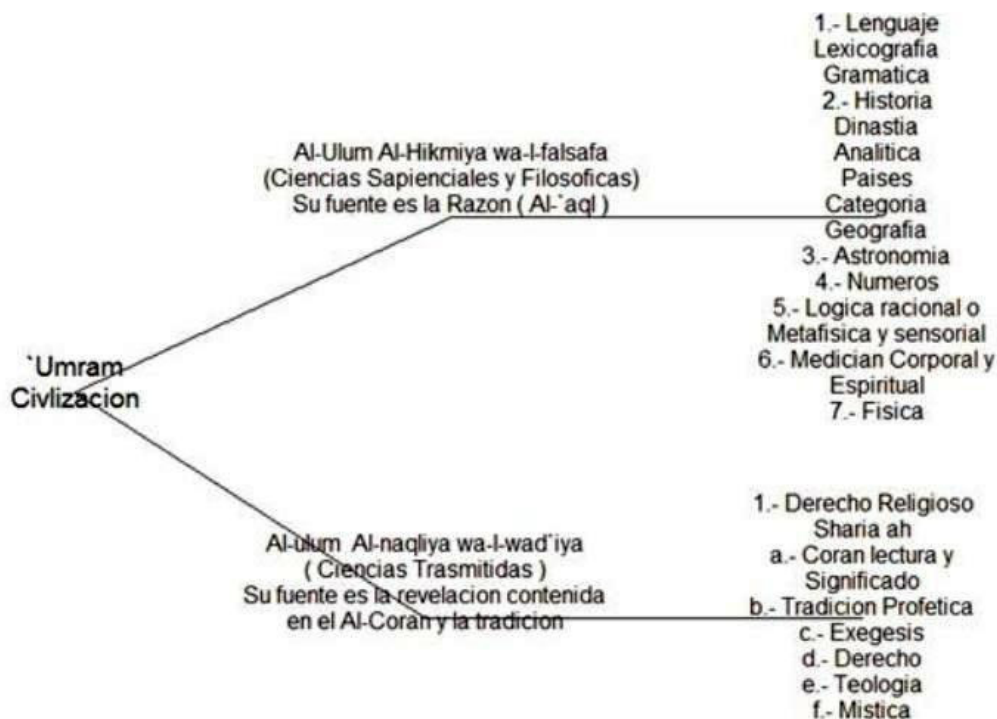 `Umram
Civlizacion
Al-Ulum Al-Hikmiya wa-l-falsafa
(Ciencias Sapienciales y Filosoficas)
Su fuente es la Razon ( Al-`aql )
1.- Lenguaje
Lexicografia
Gramatica
2.- Historia
Dinastia
Analitica
Paises
Categoria
Geografia
3.- Astronomia
4.- Numeros
5.- Logica racional o
Metafisica y sensorial
6.- Medician Corporal y
Espiritual
7.- Fisica
Al-ulum Al-naqliya wa-l-wad`iya
( Ciencias Trasmitidas )
Su fuente es la revelacion contenida
en el Al-Coran y la tradicion
1.- Derecho Religioso
Sharia ah
a.- Coran lectura y
Significado
b.- Tradicion Profetica
c.- Exegesis
d.- Derecho
e.- Teologia
f.- Mistica